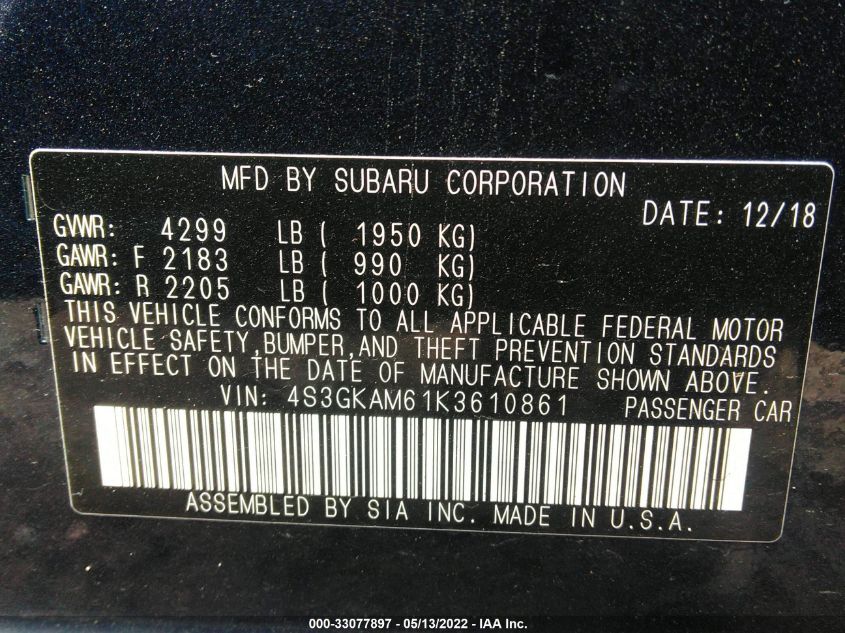 MFD BY SUBARU CORPORATION
DATE: 12/18
GVWR: 4299 LB ( 1950 KG)
GAWR: F 2183 LB ( 990 KG)
GAWR: R 2205 LB ( 1000 KG)
THIS VEHICLE CONFORMS TO ALL APPLICABLE FEDERAL MOTOR
VEHICLE SAFETY,BUMPER,AND THEFT PREVENTION STANDARDS
IN EFFECT ON THE DATE OF MANUFACTURE SHOWN ABOVE.
VIN: 4S3GKAM61K3610861 PASSENGER CAR
ASSEMBLED BY SIA INC. MADE IN U.S.A.
000-33077897 - 05/13/2022 - IAA Inc.